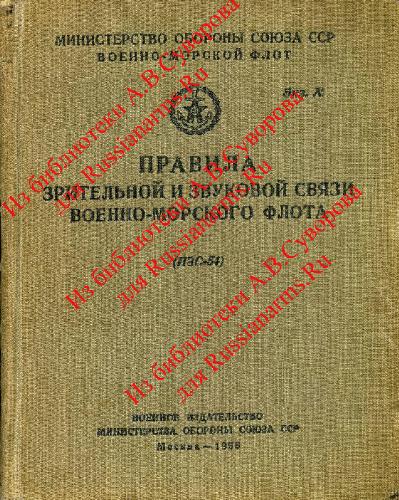 МИНИСТЕРСТВО ОБОРОНЫ СОЮЗА ССР
ВОЕННО-МОРСКОЙ ФЛОТ
Экз. №
ПРАВИЛА
ЗРИТЕЛЬНОЙ И ЗВУКОВОЙ СВЯЗИ
ВОЕННО-МОРСКОГО ФЛОТА
(ПЗС-54)
ВОЕННОЕ ИЗДАТЕЛЬСТВО
МИНИСТЕРСТВА ОБОРОНЫ СОЮЗА ССР
Москва —
Из библиотеки А.В.Суворова
для Russianarms.Ru
Из библиотеки А.В.Суворова
для Russianarms.Ru
Из библиотеки А.В.Суворова
для Russianarms.Ru